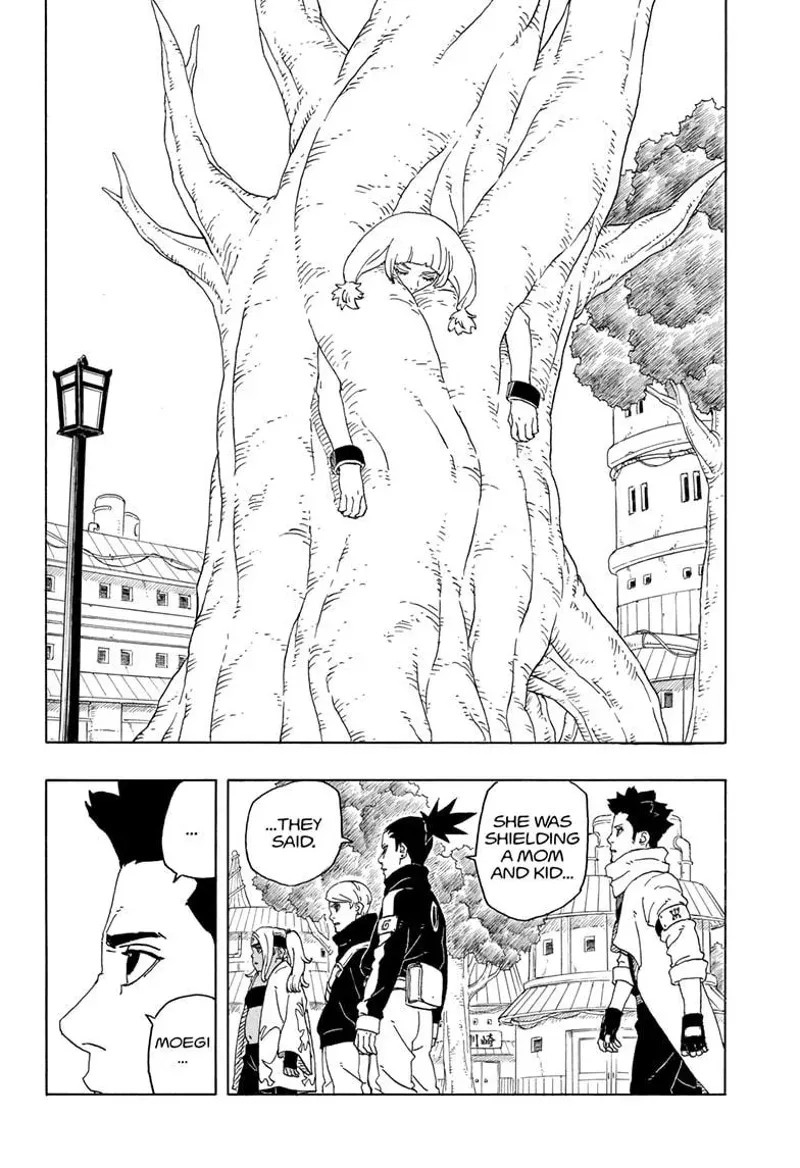 SHE WAS
SHIELDING
A MOM
AND KID...
...THEY
SAID.
...
MOEGI
...